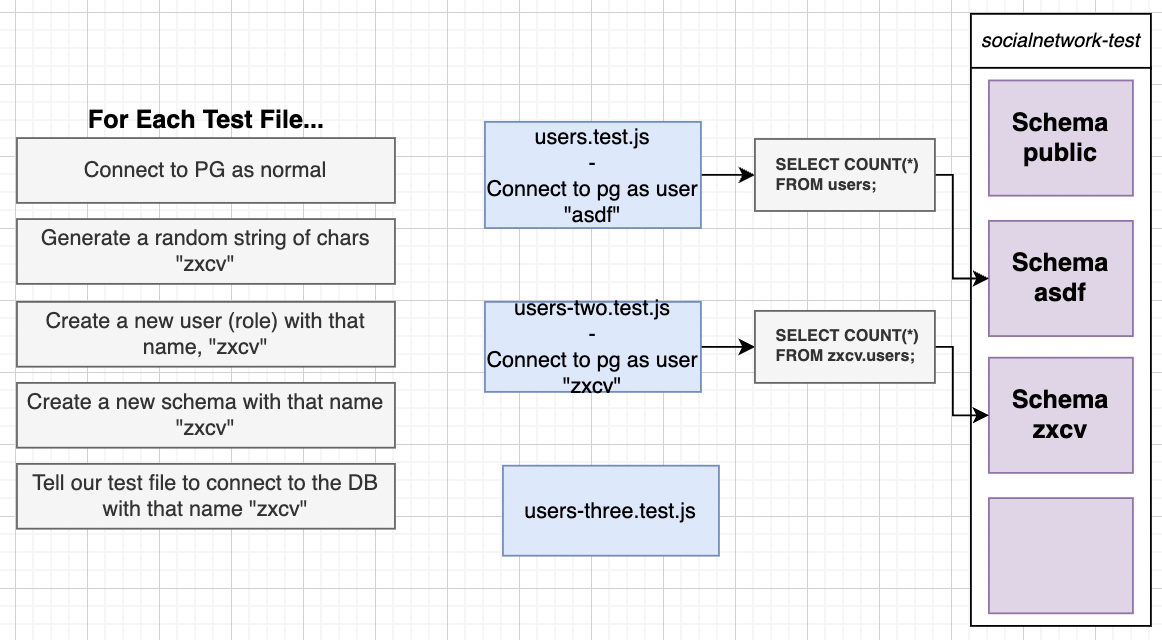 For Each Test File...
Connect to PG as normal
Generate a random string of chars
"zxcv"
Create a new user (role) with that
name, "zxcv"
Create a new schema with that name
"zxcv"
Tell our test file to connect to the DB
with that name "zxcv"
users.test.js
-
Connect to pg as user
"asdf"
SELECT COUNT(*)
FROM users;
users-two.test.js
-
Connect to pg as user
"zxcv"
SELECT COUNT(*)
FROM zxcv.users;
users-three.test.js
socialnetwork-test
Schema
public
Schema
asdf
Schema
zxcv